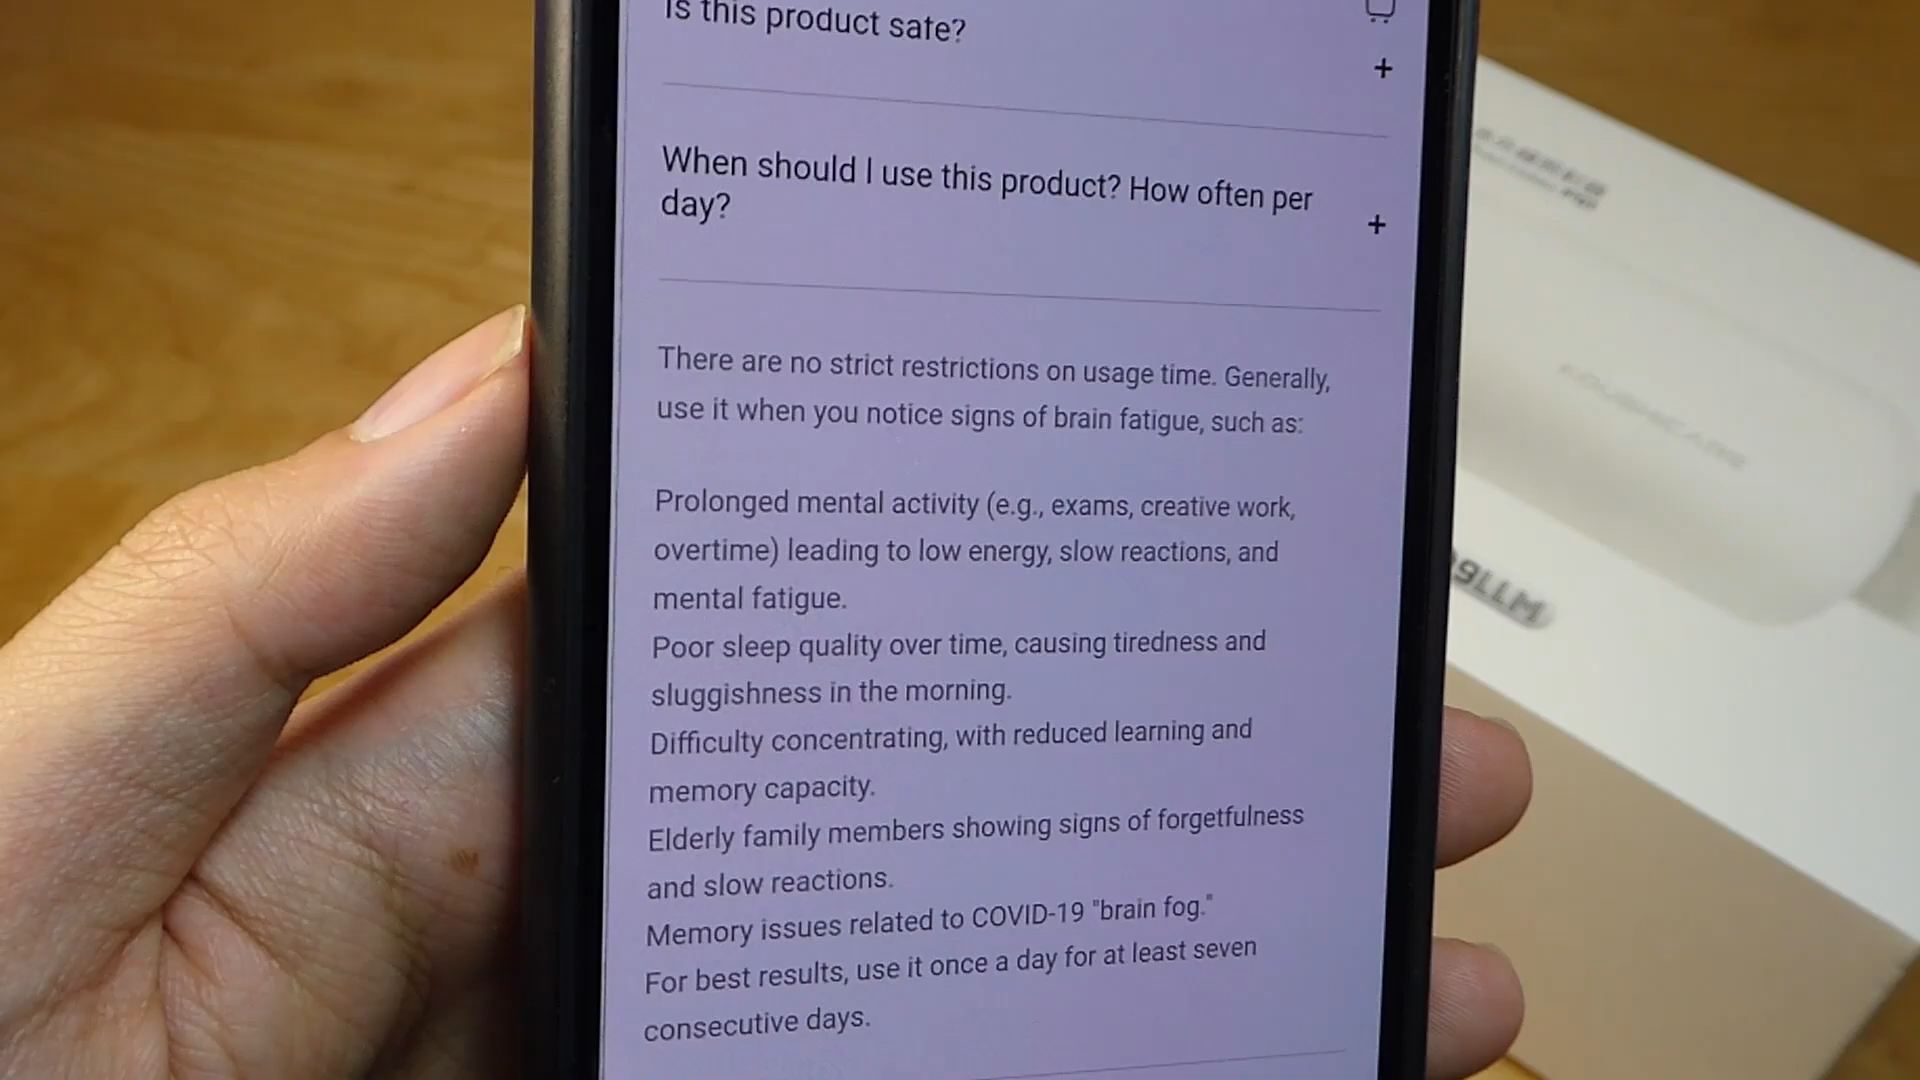 Is this product safe?
+
When should I use this product? How often per
day?
+
There are no strict restrictions on usage time. Generally,
use it when you notice signs of brain fatigue, such as:
Prolonged mental activity (e.g., exams, creative work,
overtime) leading to low energy, slow reactions, and
mental fatigue.
Poor sleep quality over time, causing tiredness and
sluggishness in the morning.
Difficulty concentrating, with reduced learning and
memory capacity.
Elderly family members showing signs of forgetfulness
and slow reactions.
Memory issues related to COVID-19 "brain fog."
For best results, use it once a day for at least seven
consecutive days.